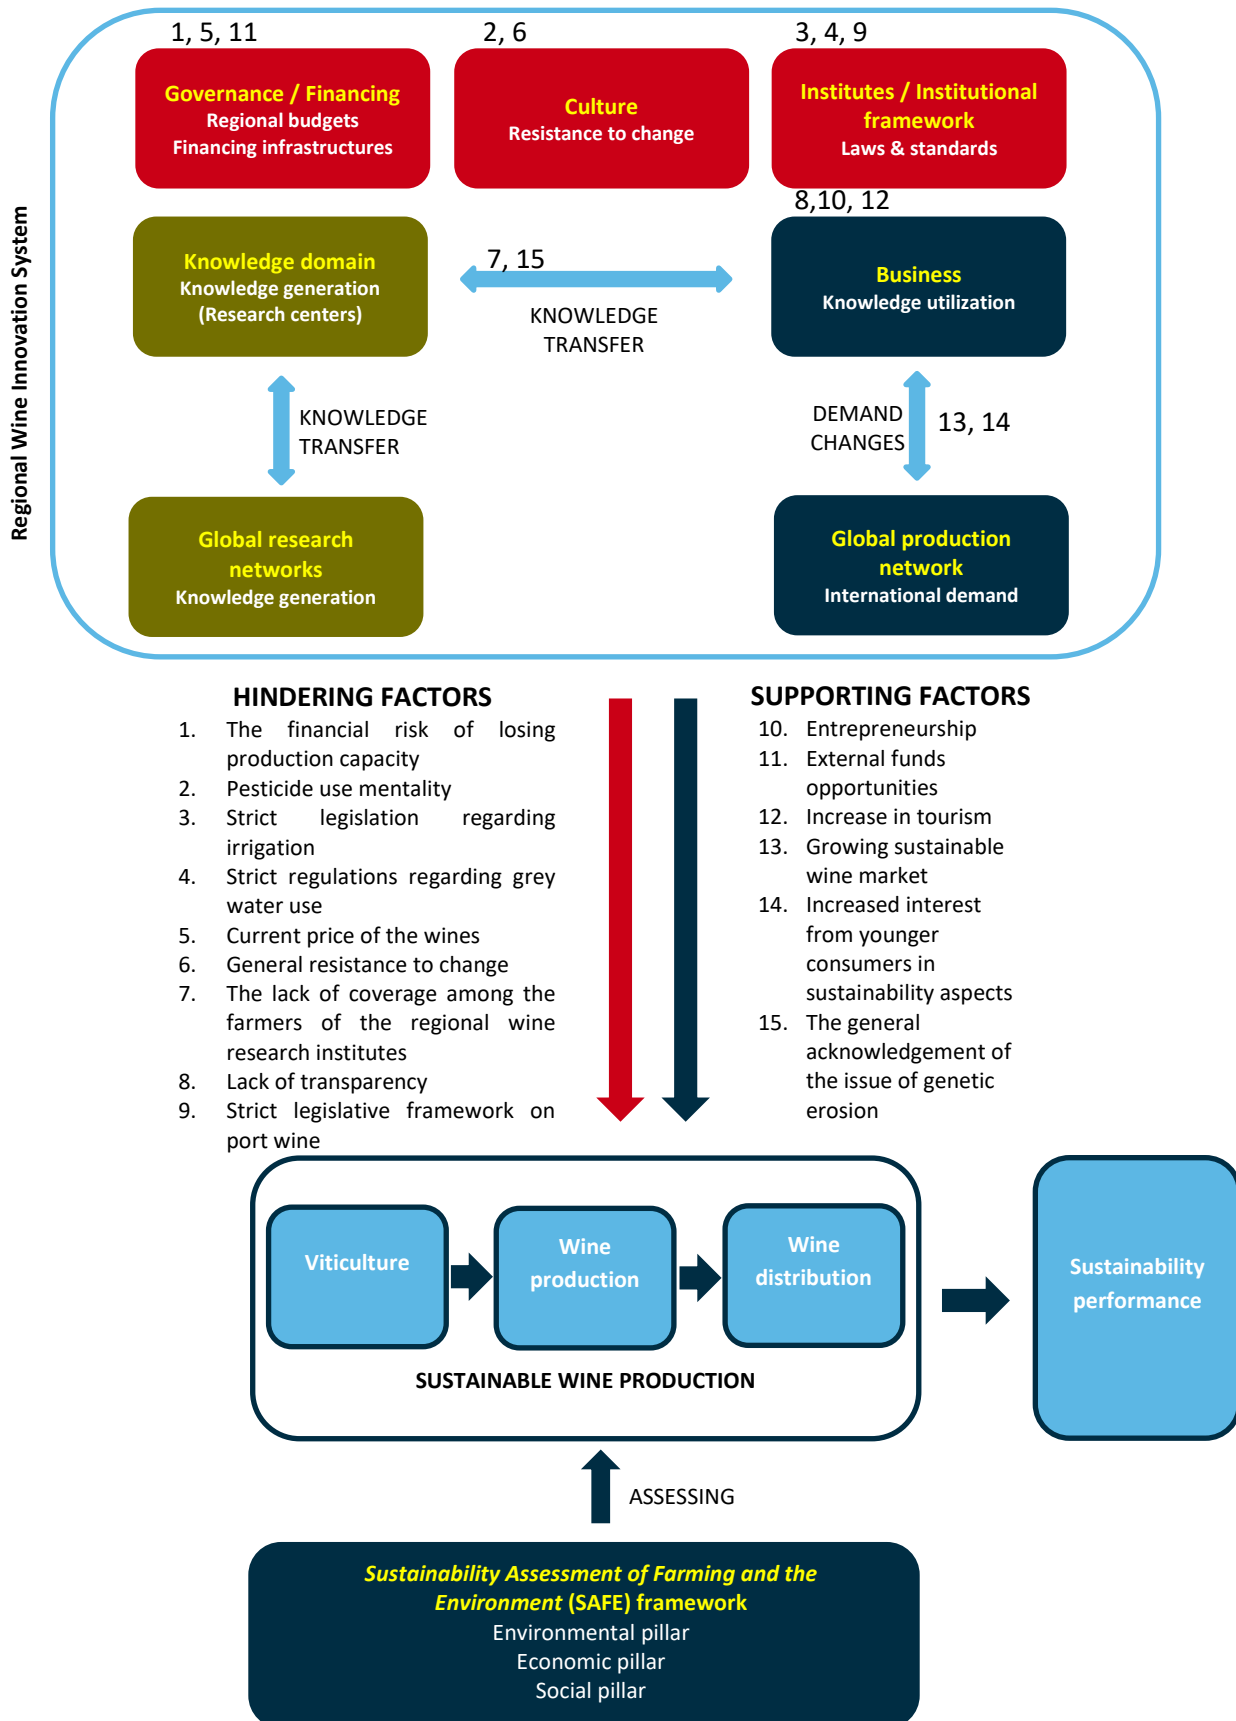 Regional Wine Innovation System
1, 5, 11
2, 6
3, 4, 9
Governance / Financing
Regional budgets
Financing infrastructures
Culture
Resistance to change
Institutes / Institutional
framework
Laws & standards
8,10, 12
Knowledge domain
Knowledge generation
(Research centers)
7, 15
KNOWLEDGE
TRANSFER
Business
Knowledge utilization
KNOWLEDGE
TRANSFER
DEMAND
CHANGES
13, 14
Global research
networks
Knowledge generation
Global production
network
International demand
HINDERING FACTORS
1. The financial risk of losing
production capacity
2. Pesticide use mentality
3. Strict legislation regarding
irrigation
4. Strict regulations regarding grey
water use
5. Current price of the wines
6. General resistance to change
7. The lack of coverage among the
farmers of the regional wine
research institutes
8. Lack of transparency
9. Strict legislative framework on
port wine
SUPPORTING FACTORS
10. Entrepreneurship
11. External funds
opportunities
12. Increase in tourism
13. Growing sustainable
wine market
14. Increased interest
from younger
consumers in
sustainability aspects
15. The general
acknowledgement of
the issue of genetic
erosion
Viticulture
Wine
production
Wine
distribution
SUSTAINABLE WINE PRODUCTION
Sustainability
performance
ASSESSING
Sustainability Assessment of Farming and the
Environment (SAFE) framework
Environmental pillar
Economic pillar
Social pillar